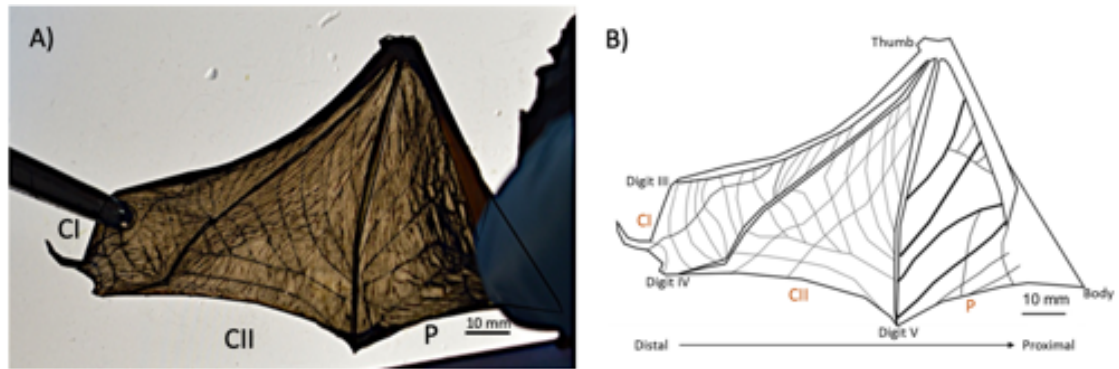 A)
CI
CII
P
10 mm
B)
Thumb
Digit III
CI
Digit IV
CII
Digit V
P
10 mm
Body
Distal
Proximal